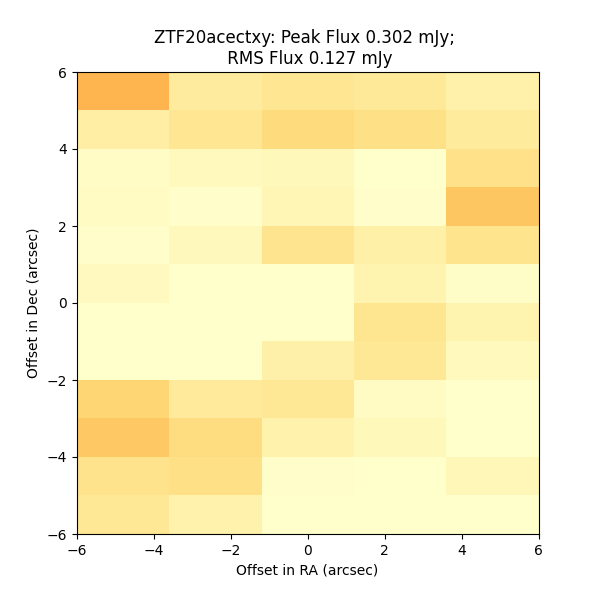 ZTF20acectxy: Peak Flux 0.302 mJy;
RMS Flux 0.127 mJy
6
4
2
0
−2
−4
−6
Offset in Dec (arcsec)
−6 −4 −2 0 2 4 6
Offset in RA (arcsec)